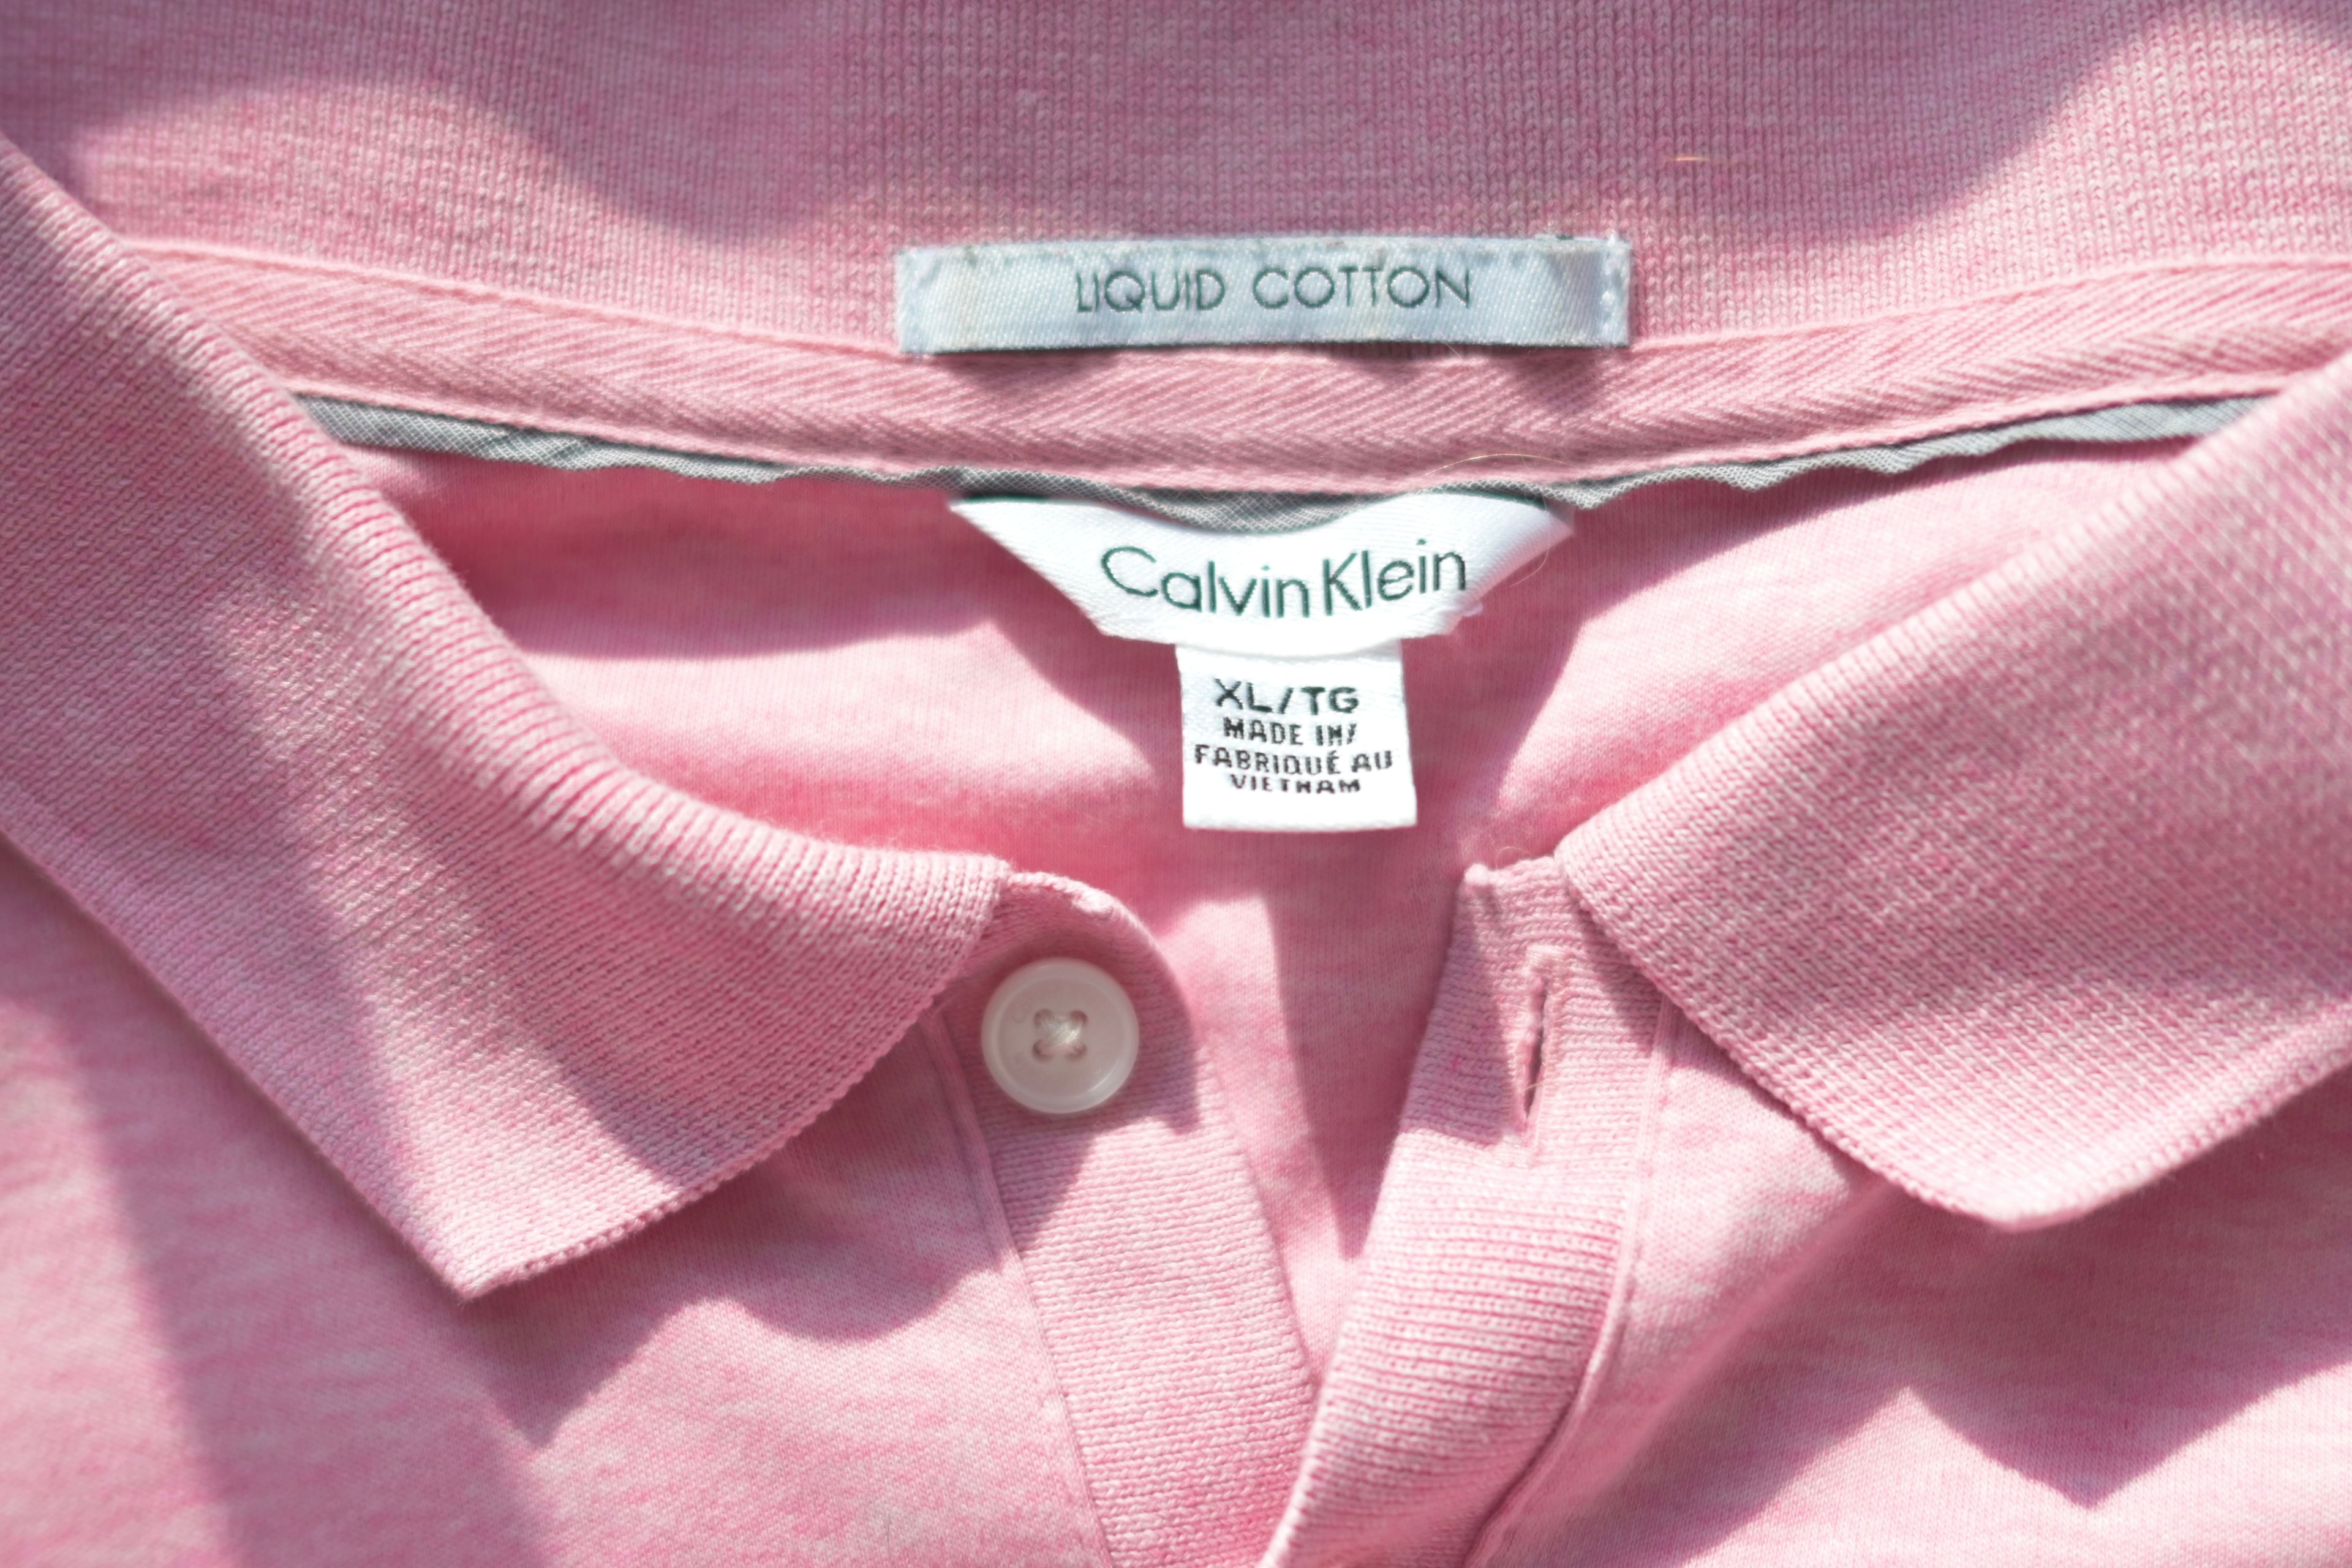 LIQUID COTTON
Calvin Klein
XL/TG
MADE IN/
FABRIQUÉ AU
VIETNAM